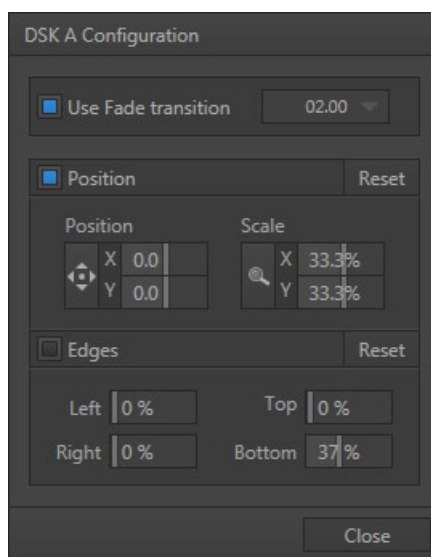 DSK A Configuration
Use Fade transition 02.00
Position Reset
Position Scale
X 0.0 X 33.3%
Y 0.0 Y 33.3%
Edges Reset
Left 0 % Top 0 %
Right 0 % Bottom 37 %
Close